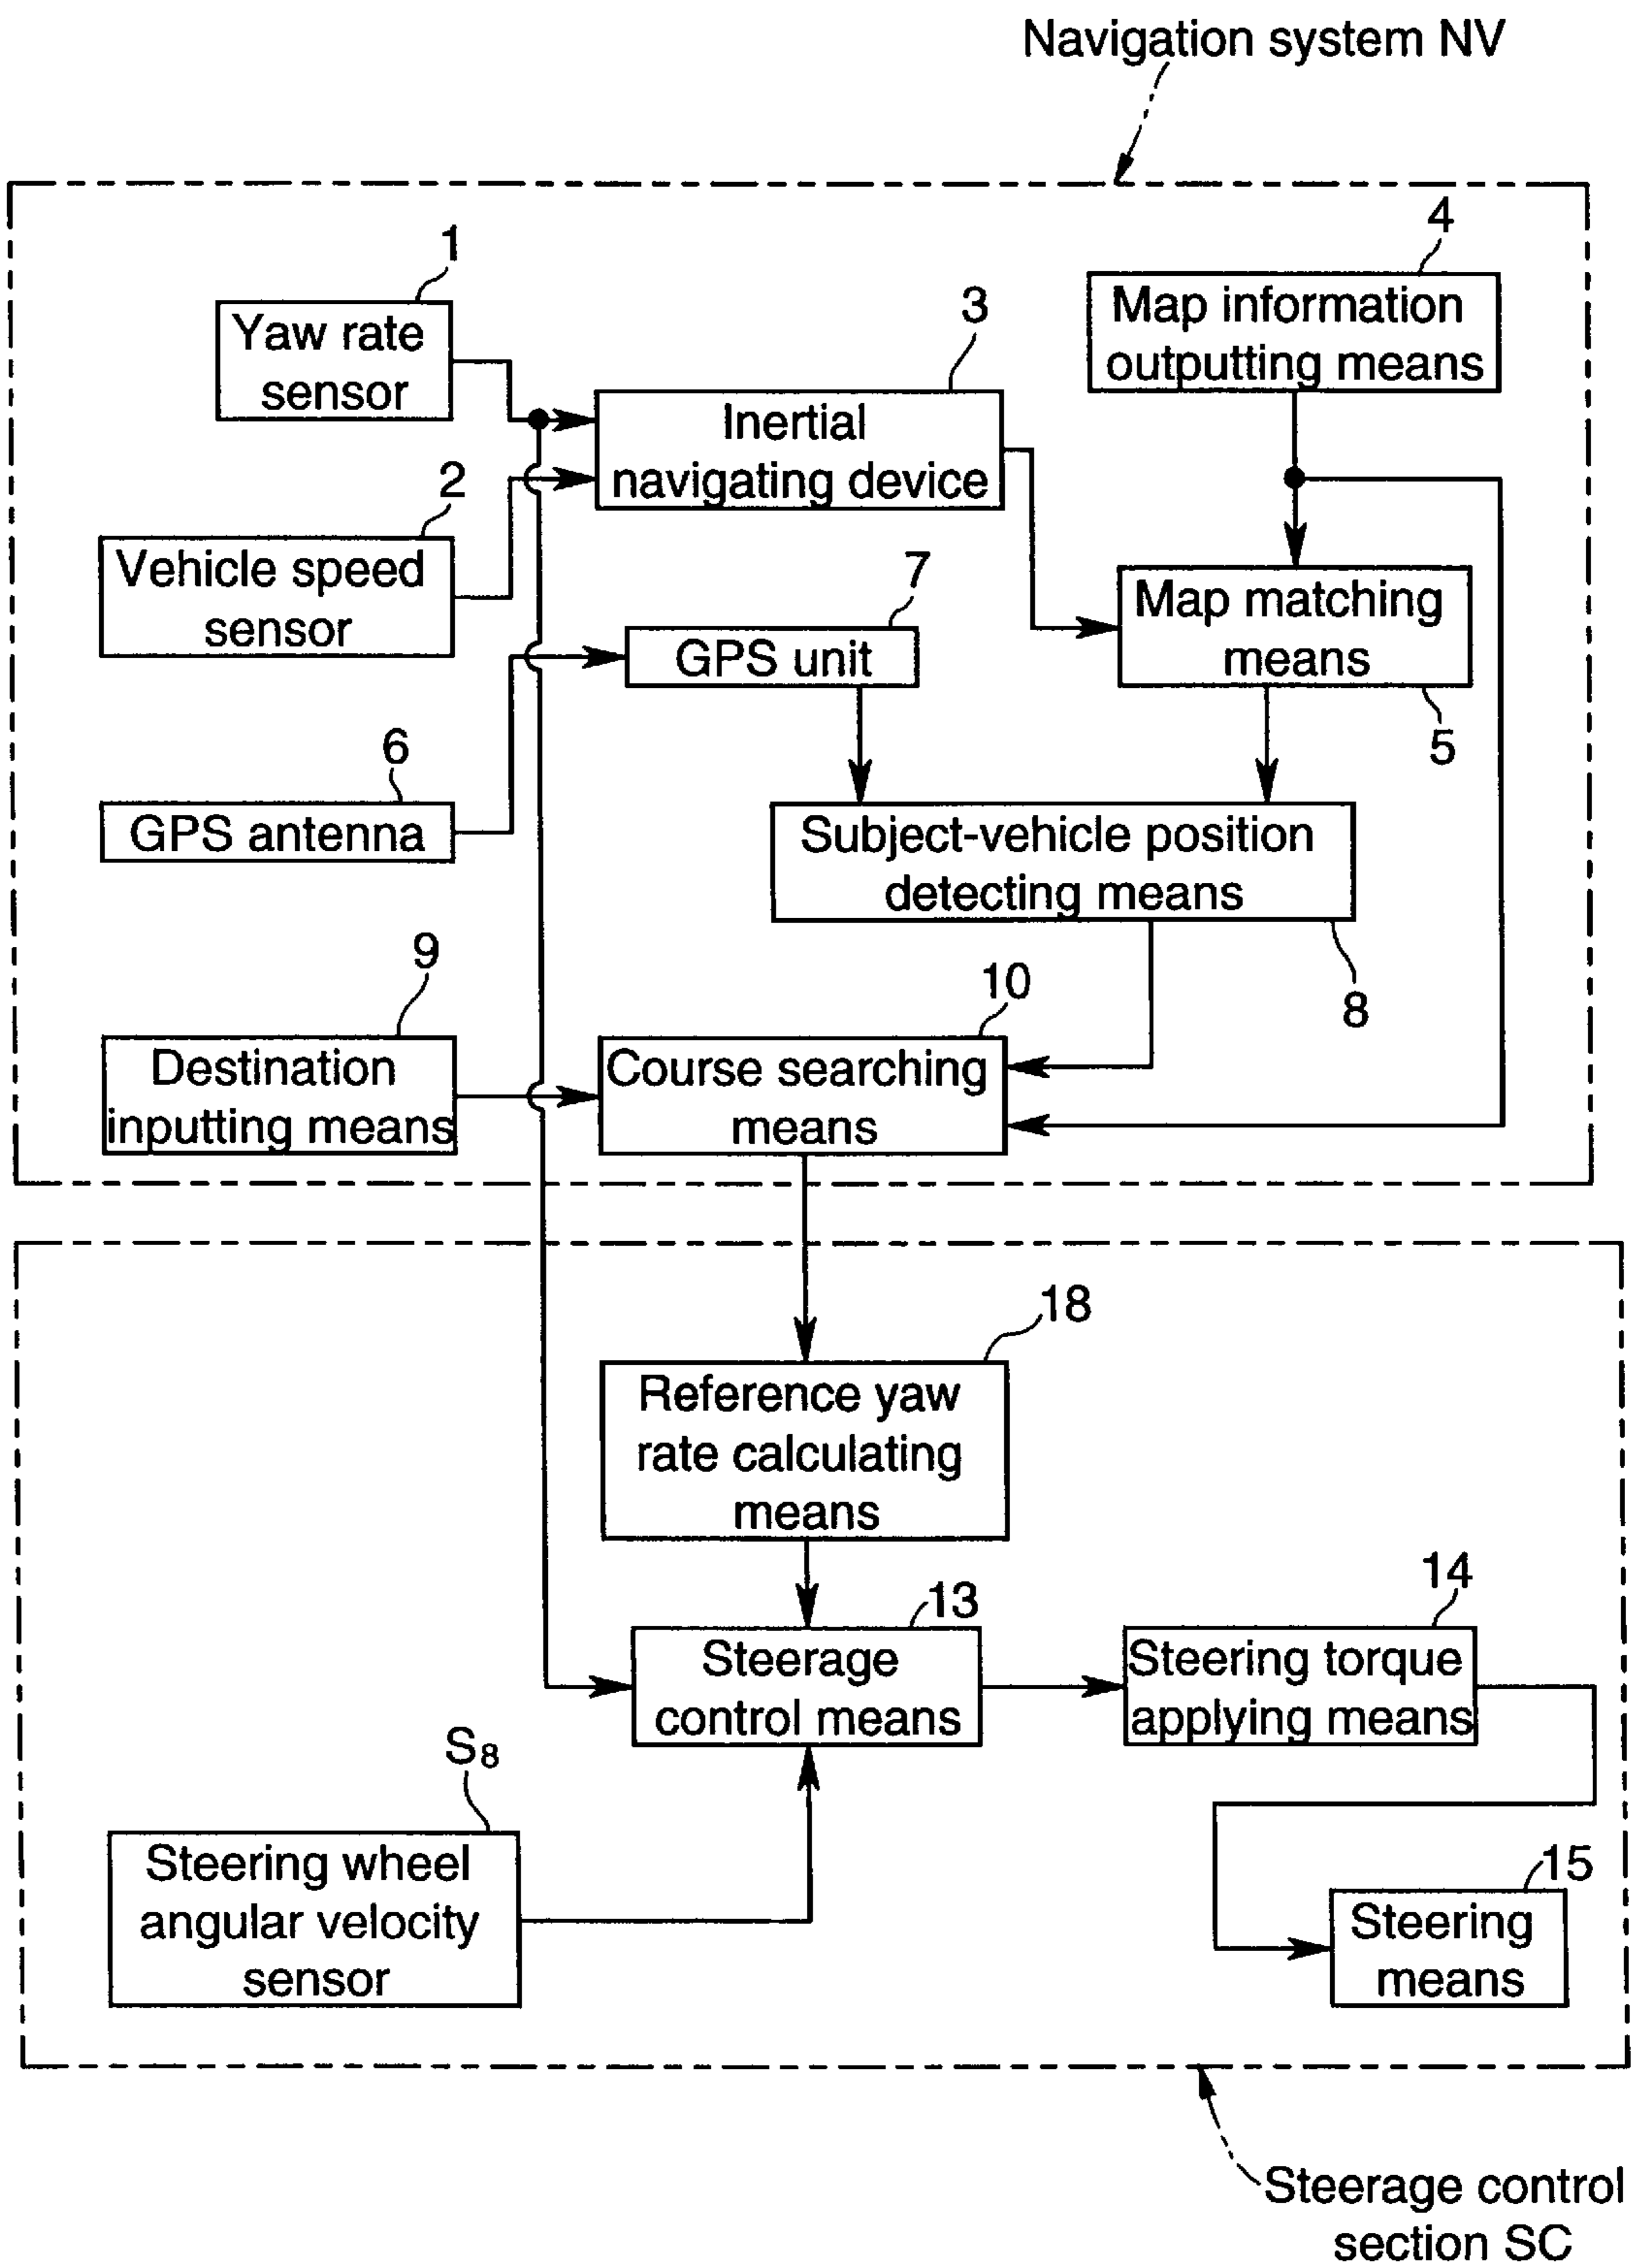 Navigation system NV
1
Yaw rate
sensor
4
Map information
outputting means
3
Inertial
navigating device
2
Vehicle speed
sensor
7
GPS unit
Map matching
means
5
6
GPS antenna
Subject-vehicle position
detecting means
8
9
Destination
inputting means
10
Course searching
means
18
Reference yaw
rate calculating
means
13
Steerage
control means
14
Steering torque
applying means
S8
Steering wheel
angular velocity
sensor
15
Steering
means
Steerage control
section SC